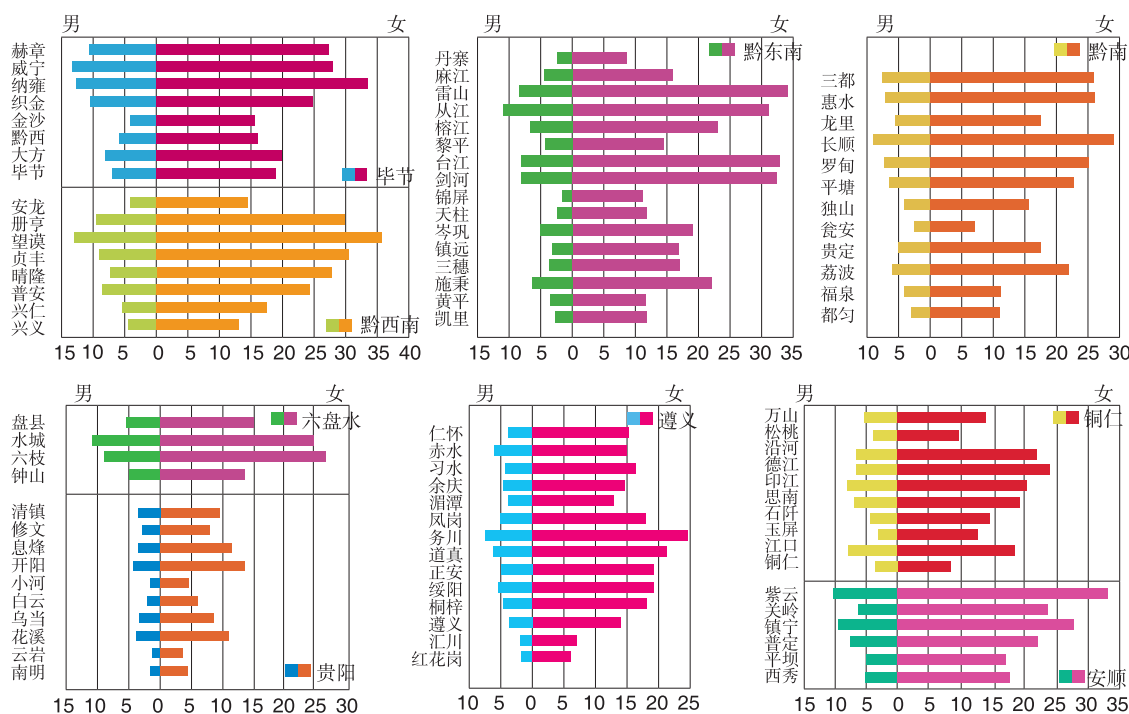 男 女
赫章
威宁
纳雍
织金
金沙
黔西
大方
毕节
毕节
安龙
册亨
望谟
贞丰
晴隆
普安
兴仁
兴义
黔西南
15 10 5 0 5 10 15 20 25 30 35 40
男 女
黔东南
丹寨
麻江
雷山
从江
榕江
黎平
台江
剑河
锦屏
天柱
岑巩
镇远
三穗
施秉
黄平
凯里
15 10 5 0 5 10 15 20 25 30 35
男 女
黔南
三都
惠水
龙里
长顺
罗甸
平塘
独山
瓮安
贵定
荔波
福泉
都匀
10 5 0 5 10 15 20 25 30
男 女
盘县
六盘水
水城
六枝
钟山
清镇
修文
息烽
开阳
小河
白云
乌当
花溪
云岩
南明
贵阳
15 10 5 0 5 10 15 20 25 30
男 女
遵义
仁怀
赤水
习水
余庆
湄潭
凤岗
务川
道真
正安
绥阳
桐梓
遵义
汇川
红花岗
10 5 0 5 10 15 20 25
男 女
万山
铜仁
松桃
沿河
德江
印江
思南
石阡
玉屏
江口
铜仁
紫云
关岭
镇宁
普定
平坝
西秀
安顺
15 10 5 0 5 10 15 20 25 30 35